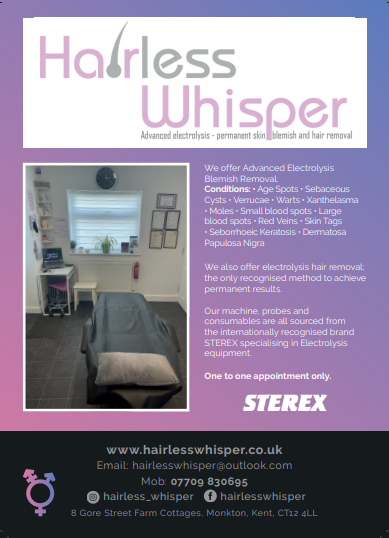 Hairless
Whisper
Advanced electrolysis - permanent skin blemish and hair removal
We offer Advanced Electrolysis
Blemish Removal.
Conditions: • Age Spots • Sebaceous
Cysts • Verrucae • Warts • Xanthelasma
• Moles • Small blood spots • Large
blood spots • Red Veins • Skin Tags
• Seborrhoeic Keratosis • Dermatosa
Papulosa Nigra
We also offer electrolysis hair removal;
the only recognised method to achieve
permanent results.
Our machine, probes and
consumables are all sourced from
the internationally recognised brand
STEREX specialising in Electrolysis
equipment.
One to one appointment only.
STEREX
www.hairlesswhisper.co.uk
Email: hairlesswhisper@outlook.com
Mob: 07709 830695
hairless_whisper hairlesswhisper
8 Gore Street Farm Cottages, Monkton, Kent, CT12 4LL